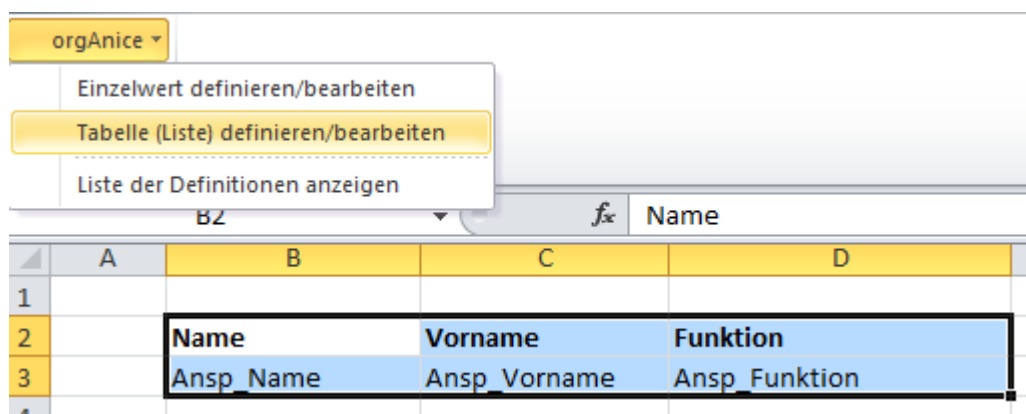 orgAnice
Einzelwert definieren/bearbeiten
Tabelle (Liste) definieren/bearbeiten
Liste der Definitionen anzeigen
B2 fx Name
A B C D
1
2 Name Vorname Funktion
3 Ansp_Name Ansp_Vorname Ansp_Funktion